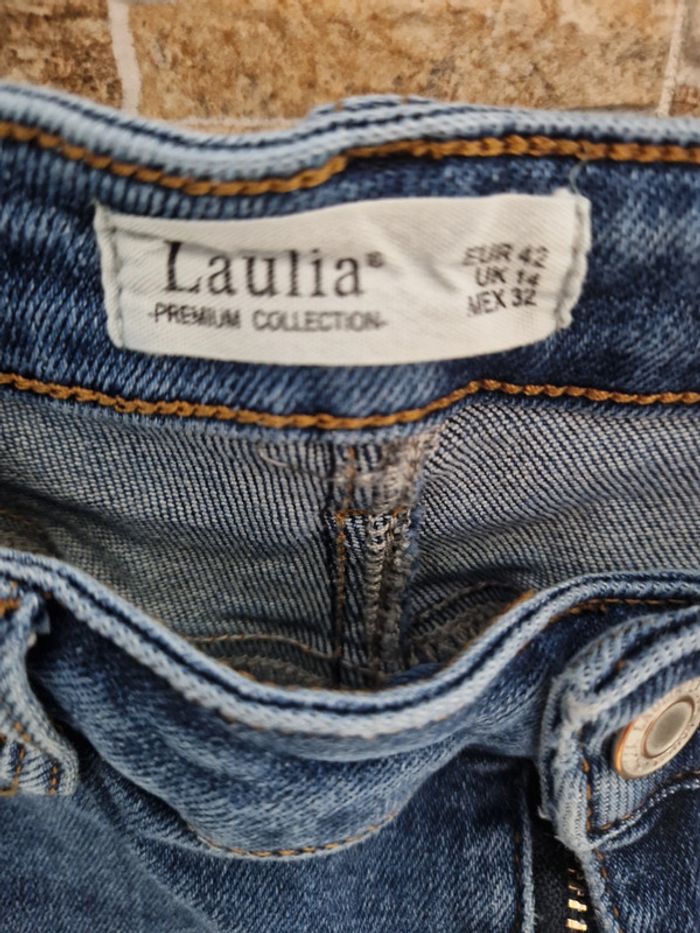 Laulia®
-PREMIUM COLLECTION-
EUR 42
UK 14
MEX 32